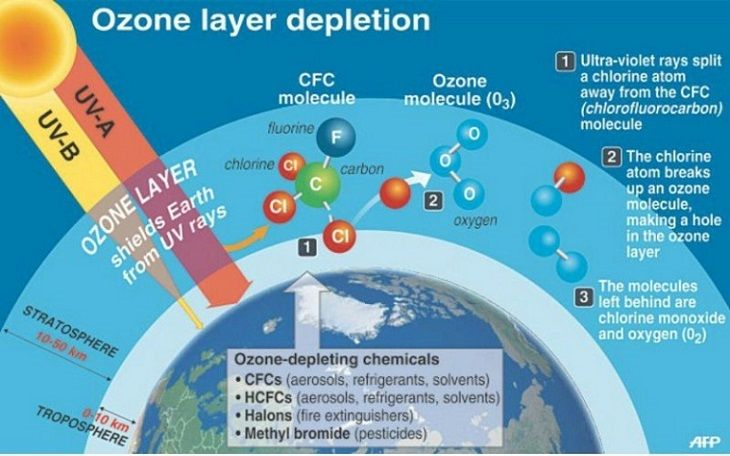 Ozone layer depletion
UV-A
UV-B
OZONE LAYER
shields Earth
from UV rays
CFC
molecule
fluorine
F
chlorine
Cl
carbon
C
Cl
Cl
1
Ozone
molecule (0₃)
O
O
O
2
oxygen
1 Ultra-violet rays split
a chlorine atom
away from the CFC
(chlorofluorocarbon)
molecule
2 The chlorine
atom breaks
up an ozone
molecule,
making a hole
in the ozone
layer
3 The molecules
left behind are
chlorine monoxide
and oxygen (0₂)
STRATOSPHERE
10-50 km
0-10 km
TROPOSPHERE
Ozone-depleting chemicals
• CFCs (aerosols, refrigerants, solvents)
• HCFCs (aerosols, refrigerants, solvents)
• Halons (fire extinguishers)
• Methyl bromide (pesticides)
AFP